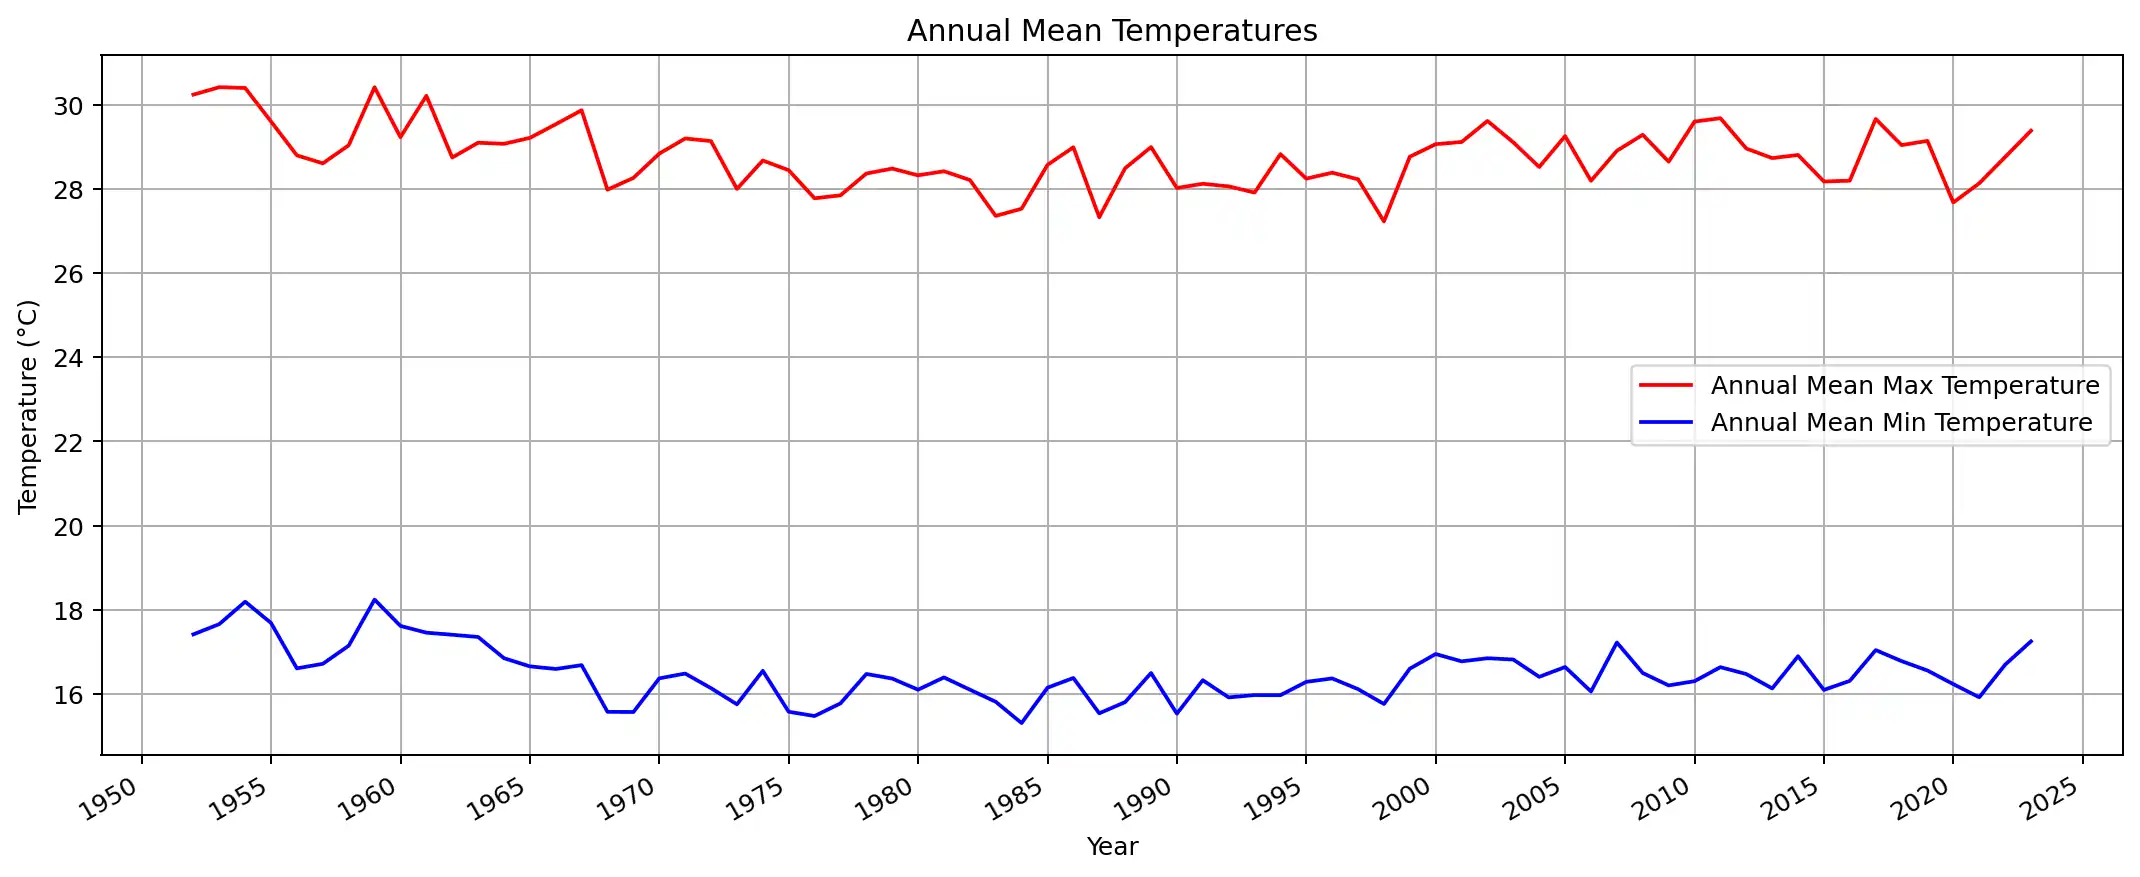 Annual Mean Temperatures
Temperature (°C)
30
28
26
24
22
20
18
16
Annual Mean Max Temperature
Annual Mean Min Temperature
1950 1955 1960 1965 1970 1975 1980 1985 1990 1995 2000 2005 2010 2015 2020 2025
Year